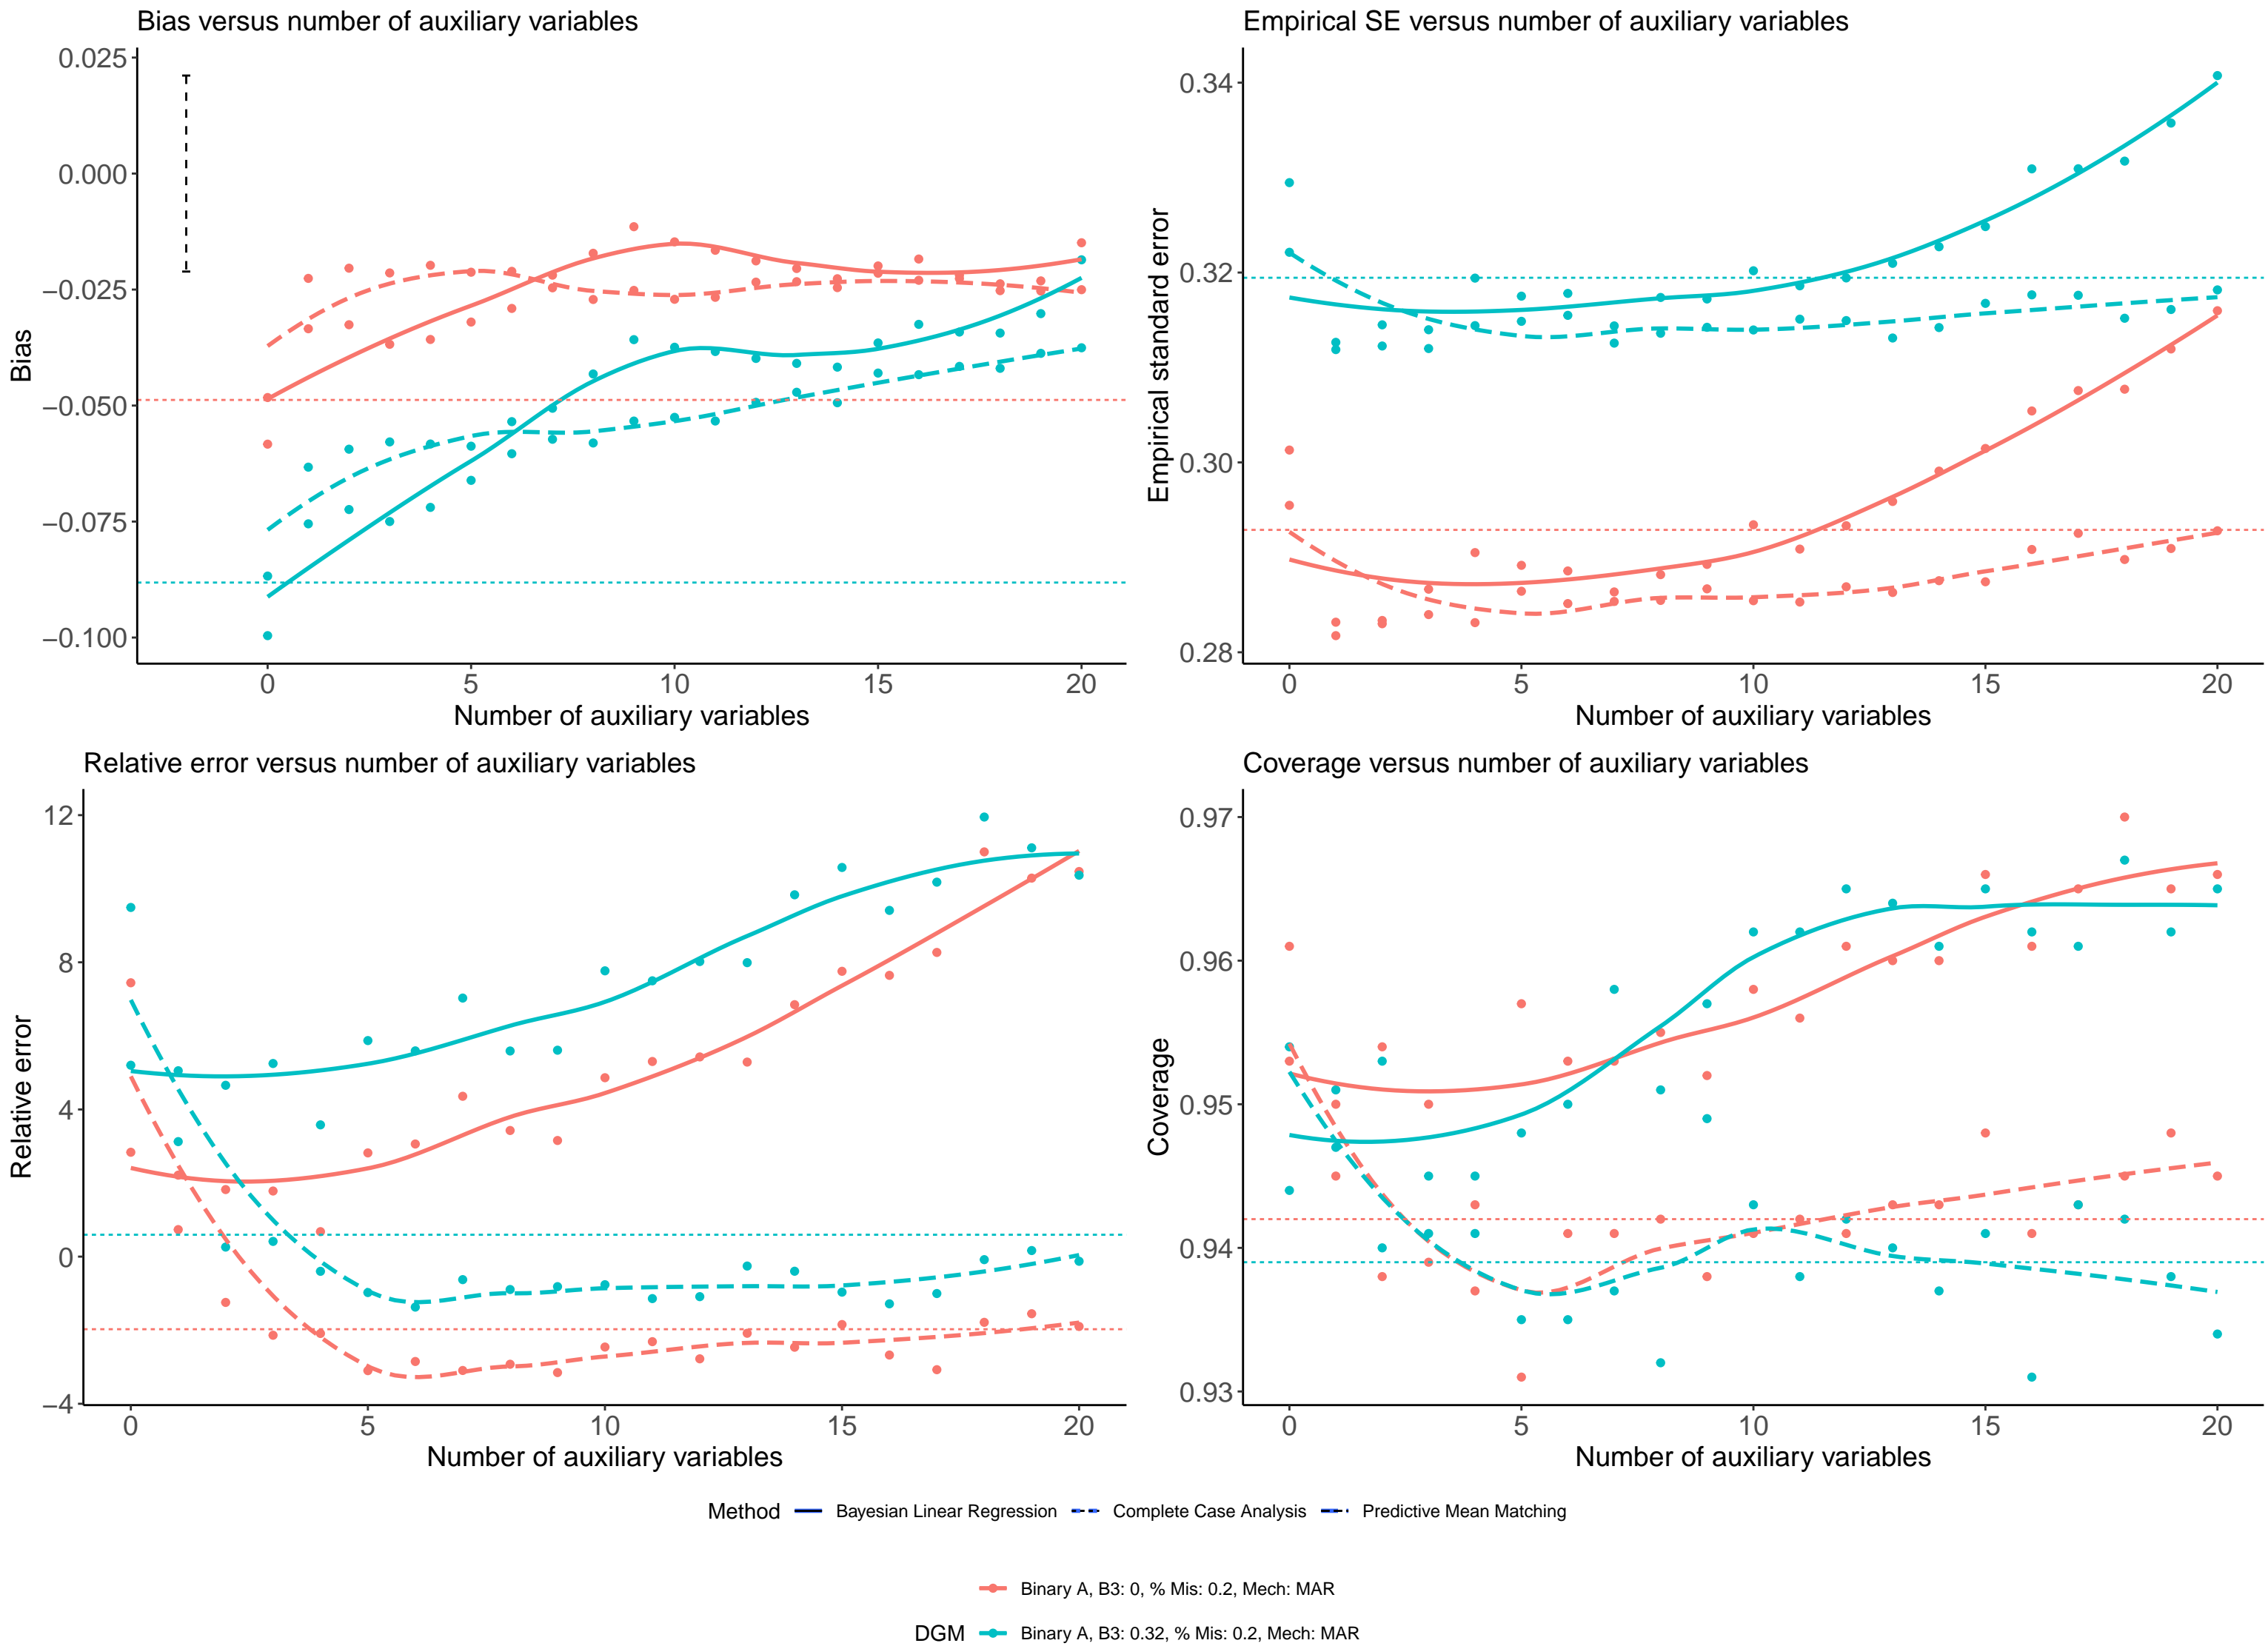 Bias versus number of auxiliary variables
0.025
0.000
−0.025
−0.050
−0.075
−0.100
Bias
0 5 10 15 20
Number of auxiliary variables
Empirical SE versus number of auxiliary variables
0.34
0.32
0.30
0.28
Empirical standard error
0 5 10 15 20
Number of auxiliary variables
Relative error versus number of auxiliary variables
12
8
4
0
−4
Relative error
0 5 10 15 20
Number of auxiliary variables
Coverage versus number of auxiliary variables
0.97
0.96
0.95
0.94
0.93
Coverage
0 5 10 15 20
Number of auxiliary variables
Method Bayesian Linear Regression Complete Case Analysis Predictive Mean Matching
Binary A, B3: 0, % Mis: 0.2, Mech: MAR
DGM Binary A, B3: 0.32, % Mis: 0.2, Mech: MAR